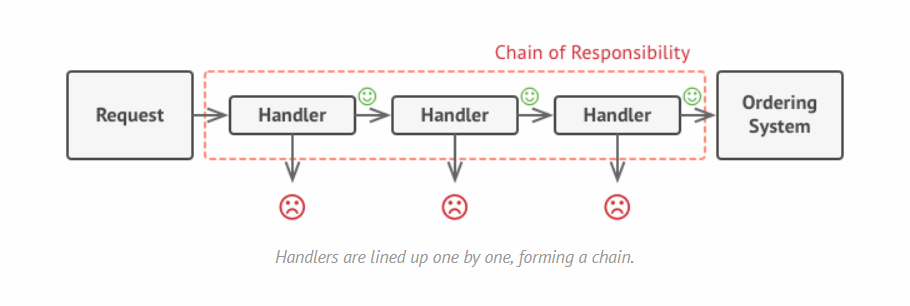 Chain of Responsibility
Request
Handler
Handler
Handler
Ordering
System
Handlers are lined up one by one, forming a chain.